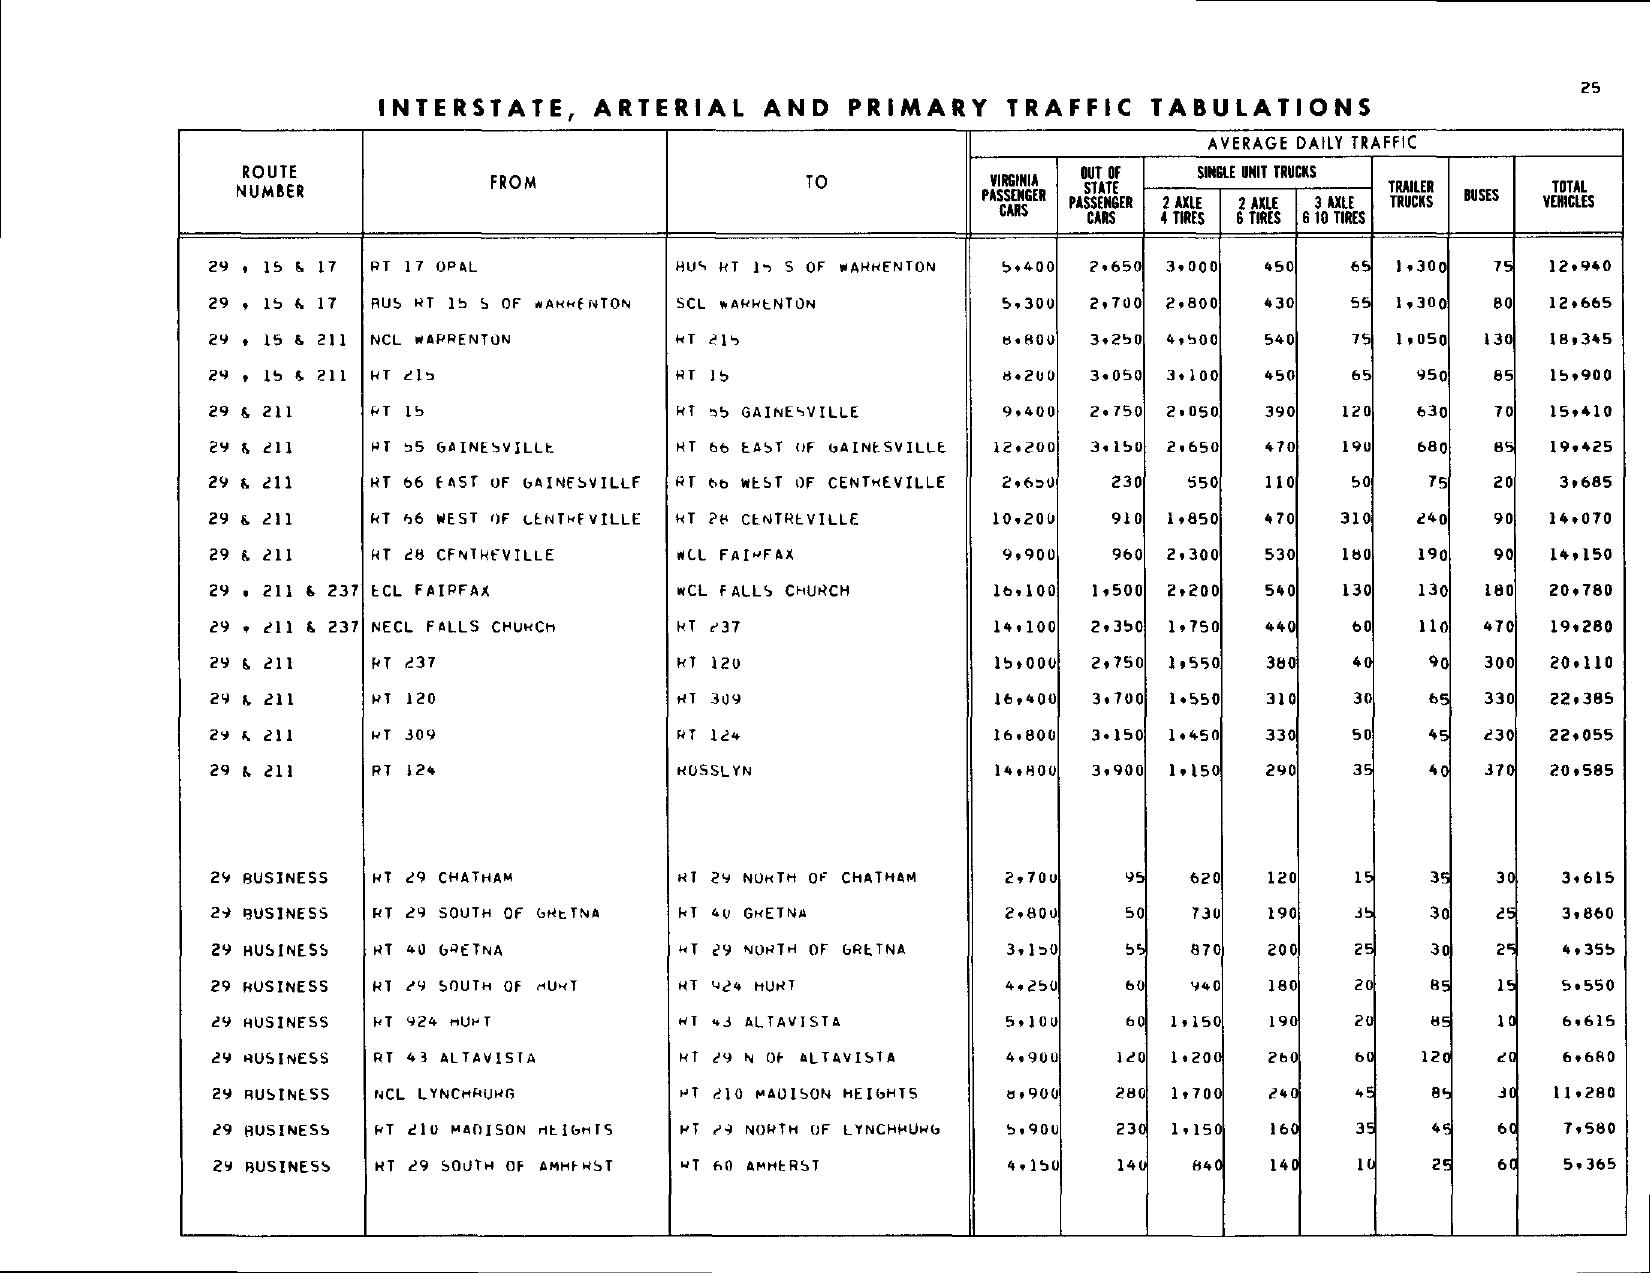 25
INTERSTATE, ARTERIAL AND PRIMARY TRAFFIC TABULATIONS
ROUTE NUMBER FROM TO AVERAGE DAILY TRAFFIC
VIRGINIA PASSENGER CARS OUT OF STATE PASSENGER CARS SINGLE UNIT TRUCKS 2 AXLE 4 TIRES 2 AXLE 6 TIRES 3 AXLE 6 10 TIRES TRAILER TRUCKS BUSES TOTAL VEHICLES
29 , 15 & 17 RT 17 OPAL BUS RT 15 S OF WARRENTON 5,400 2,650 3,000 450 65 1,300 75 12,940
29 , 15 & 17 BUS RT 15 S OF WARRENTON SCL WARRENTON 5,300 2,700 2,800 430 55 1,300 80 12,665
29 , 15 & 211 NCL WARRENTON RT 215 8,800 3,250 4,500 540 75 1,050 130 18,345
29 , 15 & 211 RT 215 RT 15 8,200 3,050 3,100 450 65 950 85 15,900
29 & 211 RT 15 RT 55 GAINESVILLE 9,400 2,750 2,050 390 120 630 70 15,410
29 & 211 RT 55 GAINESVILLE RT 66 EAST OF GAINESVILLE 12,200 3,150 2,650 470 190 680 85 19,425
29 & 211 RT 66 EAST OF GAINESVILLE RT 66 WEST OF CENTREVILLE 2,650 230 550 110 50 75 20 3,685
29 & 211 RT 66 WEST OF CENTREVILLE RT 28 CENTREVILLE 10,200 910 1,850 470 310 240 90 14,070
29 & 211 RT 28 CENTREVILLE WCL FAIRFAX 9,900 960 2,300 530 180 190 90 14,150
29 , 211 & 237 ECL FAIRFAX WCL FALLS CHURCH 16,100 1,500 2,200 540 130 130 180 20,780
29 , 211 & 237 NECL FALLS CHURCH RT 237 14,100 2,350 1,750 440 60 110 470 19,280
29 & 211 RT 237 RT 120 15,000 2,750 1,550 380 40 90 300 20,110
29 & 211 RT 120 RT 309 16,400 3,700 1,550 310 30 65 330 22,385
29 & 211 RT 309 RT 124 16,800 3,150 1,450 330 50 45 230 22,055
29 & 211 RT 124 ROSSLYN 14,800 3,900 1,150 290 35 40 370 20,585
29 BUSINESS RT 29 CHATHAM RT 29 NORTH OF CHATHAM 2,700 95 620 120 15 35 30 3,615
29 BUSINESS RT 29 SOUTH OF GRETNA RT 40 GRETNA 2,800 50 730 190 35 30 25 3,860
29 BUSINESS RT 40 GRETNA RT 29 NORTH OF GRETNA 3,150 55 870 200 25 30 25 4,355
29 BUSINESS RT 29 SOUTH OF HURT RT 924 HURT 4,250 60 940 180 20 85 15 5,550
29 BUSINESS RT 924 HURT RT 43 ALTAVISTA 5,100 60 1,150 190 20 85 10 6,615
29 BUSINESS RT 43 ALTAVISTA RT 29 N OF ALTAVISTA 4,900 120 1,200 260 60 120 20 6,680
29 BUSINESS NCL LYNCHBURG RT 210 MADISON HEIGHTS 8,900 280 1,700 240 45 85 30 11,280
29 BUSINESS RT 210 MADISON HEIGHTS RT 29 NORTH OF LYNCHBURG 5,900 230 1,150 160 35 45 60 7,580
29 BUSINESS RT 29 SOUTH OF AMHERST RT 60 AMHERST 4,150 140 840 140 10 25 60 5,365